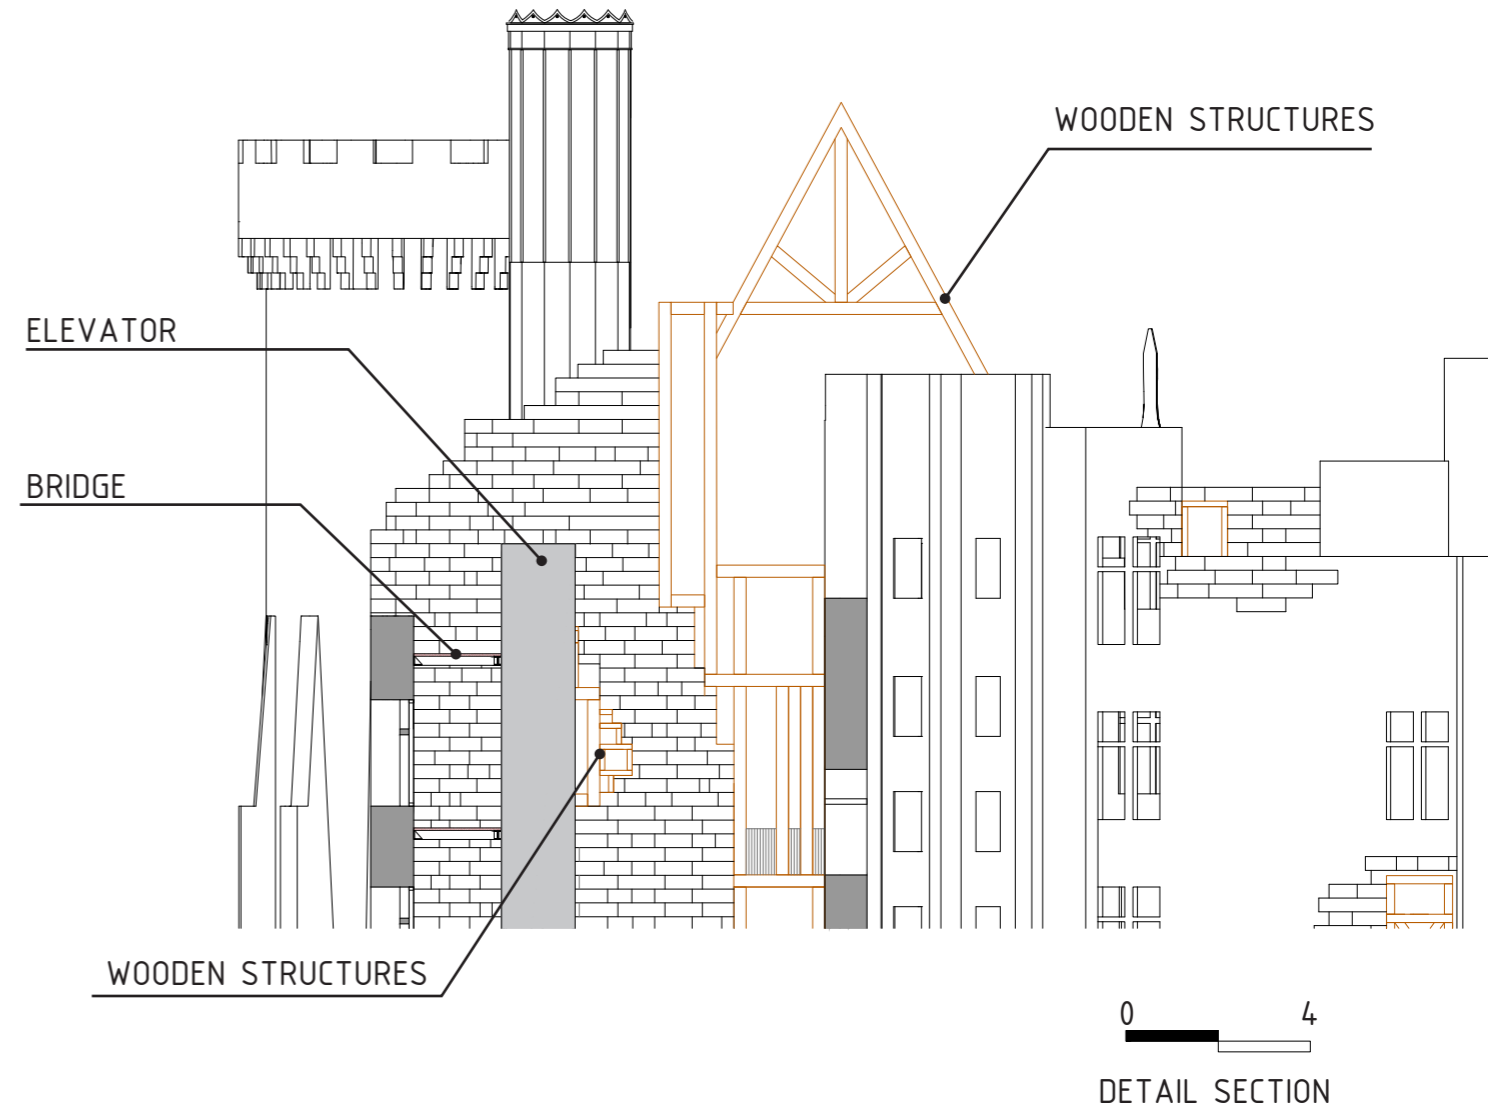 WOODEN STRUCTURES
ELEVATOR
BRIDGE
WOODEN STRUCTURES
0 4
DETAIL SECTION